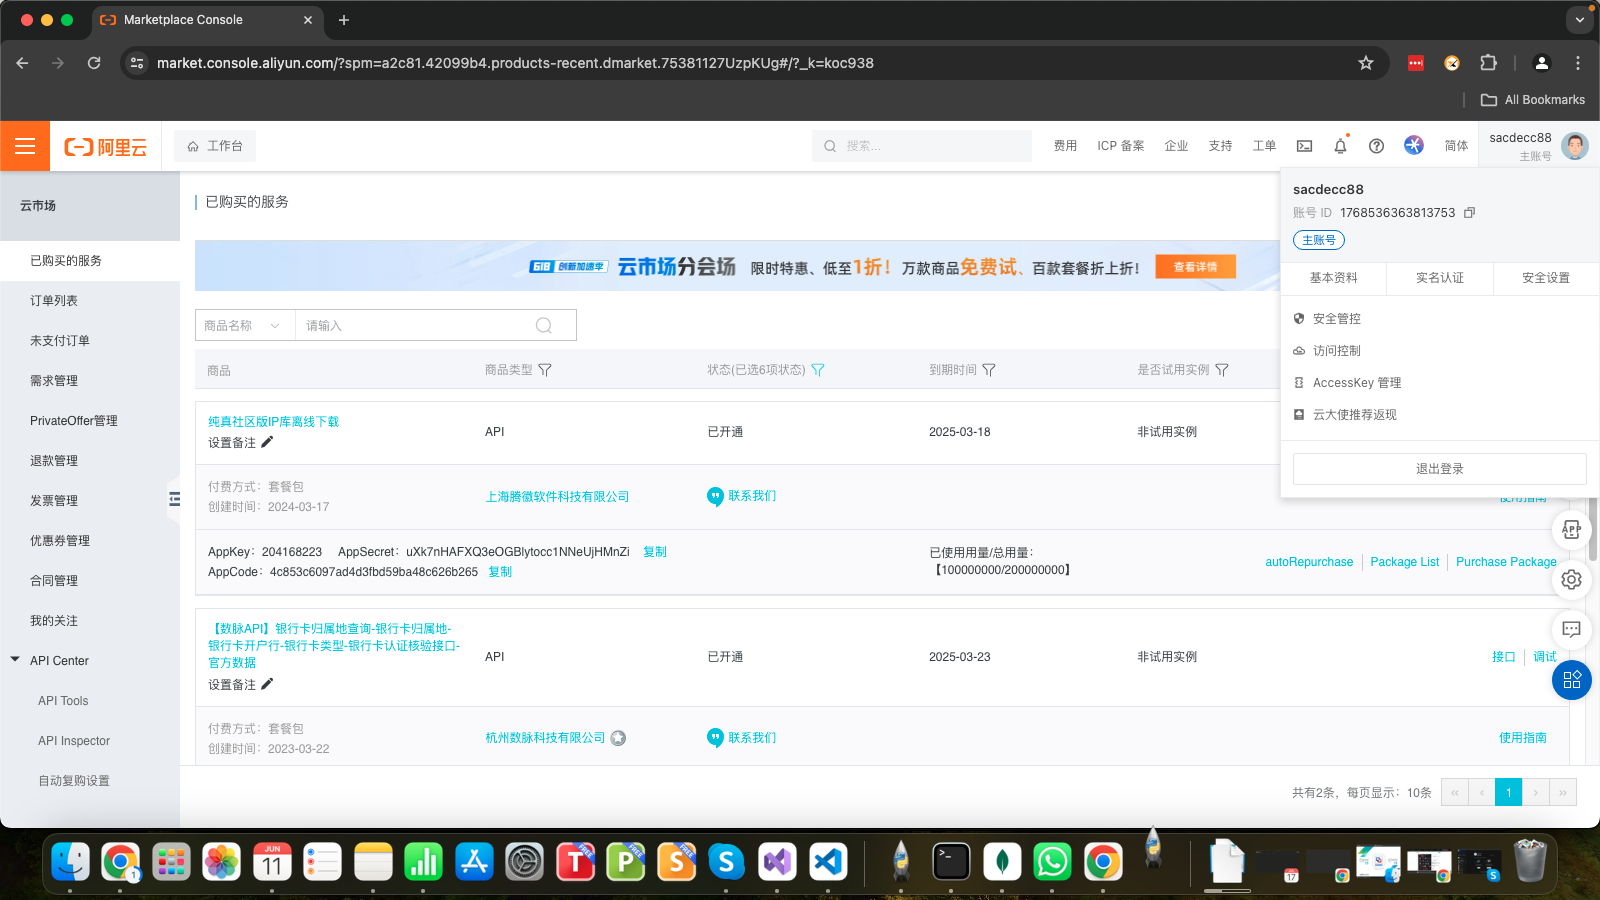 Marketplace Console
market.console.aliyun.com/?spm=a2c81.42099b4.products-recent.dmarket.75381127UzpKUg#/?_k=koc938
All Bookmarks
阿里云
工作台
搜索...
费用
ICP 备案
企业
支持
工单
简体
sacdecc88
主账号
云市场
已购买的服务
订单列表
未支付订单
需求管理
PrivateOffer管理
退款管理
发票管理
优惠券管理
合同管理
我的关注
API Center
API Tools
API Inspector
自动复购设置
已购买的服务
618 创新加速季 云市场分会场 限时特惠、低至1折！万款商品免费试、百款套餐折上折！ 查看详情
商品名称
请输入
商品
商品类型
状态(已选6项状态)
到期时间
是否试用实例
纯真社区版IP库离线下载
设置备注
API
已开通
2025-03-18
非试用实例
付费方式：套餐包
创建时间：2024-03-17
上海腾徽软件科技有限公司
联系我们
使用指南
AppKey：204168223 AppSecret：uXk7nHAFXQ3eOGBlytocc1NNeUjHMnZi 复制
AppCode：4c853c6097ad4d3fbd59ba48c626b265 复制
已使用用量/总用量：
【100000000/200000000】
autoRepurchase
Package List
Purchase Package
【数脉API】银行卡归属地查询-银行卡归属地-
银行卡开户行-银行卡类型-银行卡认证核验接口-
官方数据
设置备注
API
已开通
2025-03-23
非试用实例
接口
调试
付费方式：套餐包
创建时间：2023-03-22
杭州数脉科技有限公司
联系我们
使用指南
共有2条，每页显示：10条
«
‹
1
›
»
sacdecc88
账号 ID 1768536363813753
主账号
基本资料
实名认证
安全设置
安全管控
访问控制
AccessKey 管理
云大使推荐返现
退出登录
APP
1
JUN
11
T
FREE
P
FREE
S
FREE
S
17